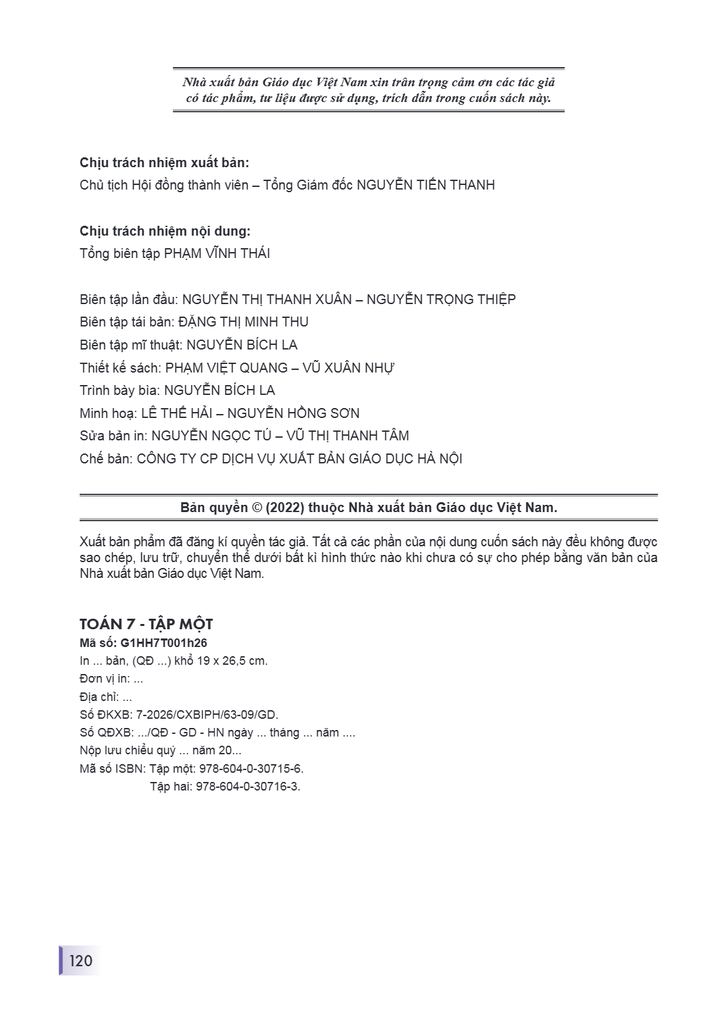 Nhà xuất bản Giáo dục Việt Nam xin trân trọng cảm ơn các tác giả
có tác phẩm, tư liệu được sử dụng, trích dẫn trong cuốn sách này.
Chịu trách nhiệm xuất bản:
Chủ tịch Hội đồng thành viên – Tổng Giám đốc NGUYỄN TIẾN THANH
Chịu trách nhiệm nội dung:
Tổng biên tập PHẠM VĨNH THÁI
Biên tập lần đầu: NGUYỄN THỊ THANH XUÂN – NGUYỄN TRỌNG THIỆP
Biên tập tái bản: ĐẶNG THỊ MINH THU
Biên tập mĩ thuật: NGUYỄN BÍCH LA
Thiết kế sách: PHẠM VIỆT QUANG – VŨ XUÂN NHỰ
Trình bày bìa: NGUYỄN BÍCH LA
Minh hoạ: LÊ THẾ HẢI – NGUYỄN HỒNG SƠN
Sửa bản in: NGUYỄN NGỌC TÚ – VŨ THỊ THANH TÂM
Chế bản: CÔNG TY CP DỊCH VỤ XUẤT BẢN GIÁO DỤC HÀ NỘI
Bản quyền © (2022) thuộc Nhà xuất bản Giáo dục Việt Nam.
Xuất bản phẩm đã đăng kí quyền tác giả. Tất cả các phần của nội dung cuốn sách này đều không được
sao chép, lưu trữ, chuyển thể dưới bất kì hình thức nào khi chưa có sự cho phép bằng văn bản của
Nhà xuất bản Giáo dục Việt Nam.
TOÁN 7 - TẬP MỘT
Mã số: G1HH7T001h26
In ... bản, (QĐ ...) khổ 19 x 26,5 cm.
Đơn vị in: ...
Địa chỉ: ...
Số ĐKXB: 7-2026/CXBIPH/63-09/GD.
Số QĐXB: .../QĐ - GD - HN ngày ... tháng ... năm ....
Nộp lưu chiểu quý ... năm 20...
Mã số ISBN: Tập một: 978-604-0-30715-6.
Tập hai: 978-604-0-30716-3.
120